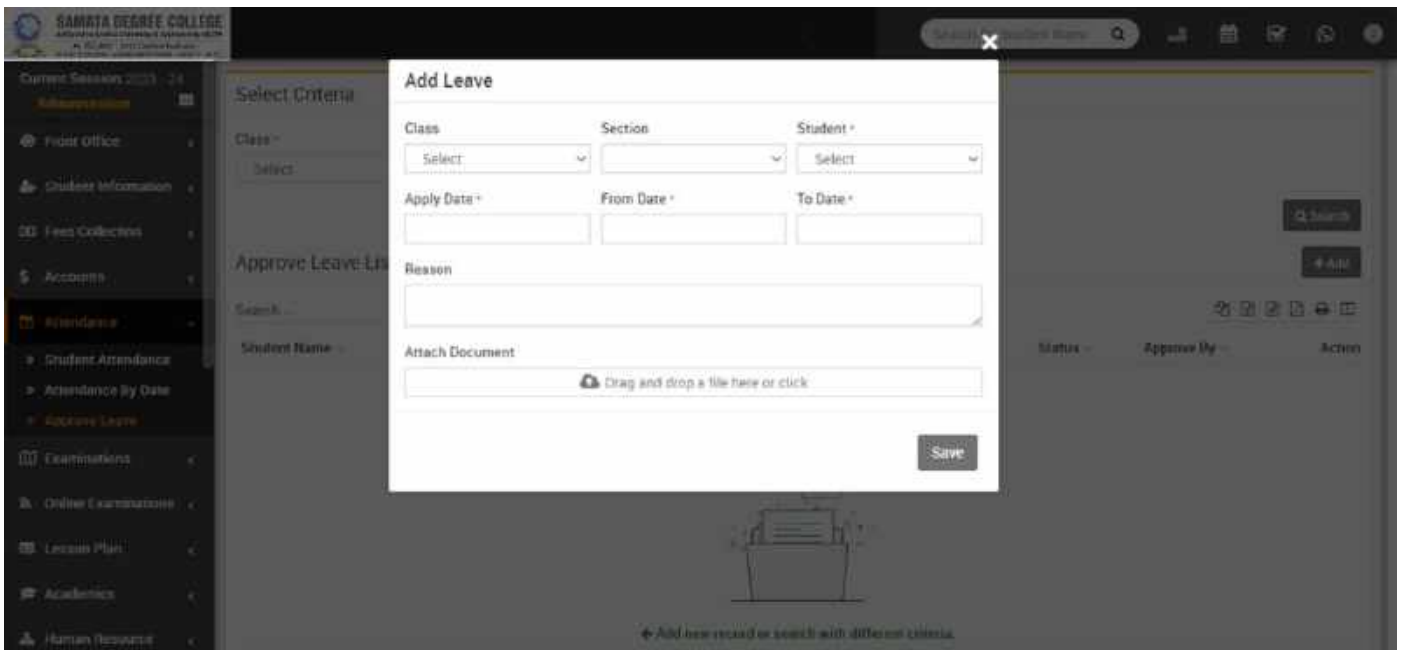 SAMATA DEGREE COLLEGE
Current Session: 2023 - 24
Select Criteria
Class *
Select
Front Office
Student Information
Fees Collection
$ Accounts
Attendance
» Student Attendance
» Attendance By Date
» Approve Leave
Examinations
Online Examinations
Lesson Plan
Academics
Human Resource
Add Leave
Class
Section
Student *
Select
Select
Apply Date *
From Date *
To Date *
Reason
Attach Document
Drag and drop a file here or click
Save
Search
+ Add
Approve Leave Lis
Search ...
Student Name
Status
Approve By
Action
Add new record or search with different criteria.